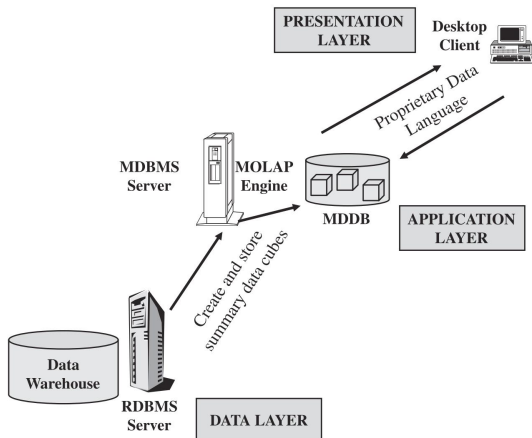 PRESENTATION
LAYER
Desktop
Client
Proprietary Data
Language
MDBMS
Server
MOLAP
Engine
MDDB
APPLICATION
LAYER
Create and store
summary data cubes
Data
Warehouse
RDBMS
Server
DATA LAYER